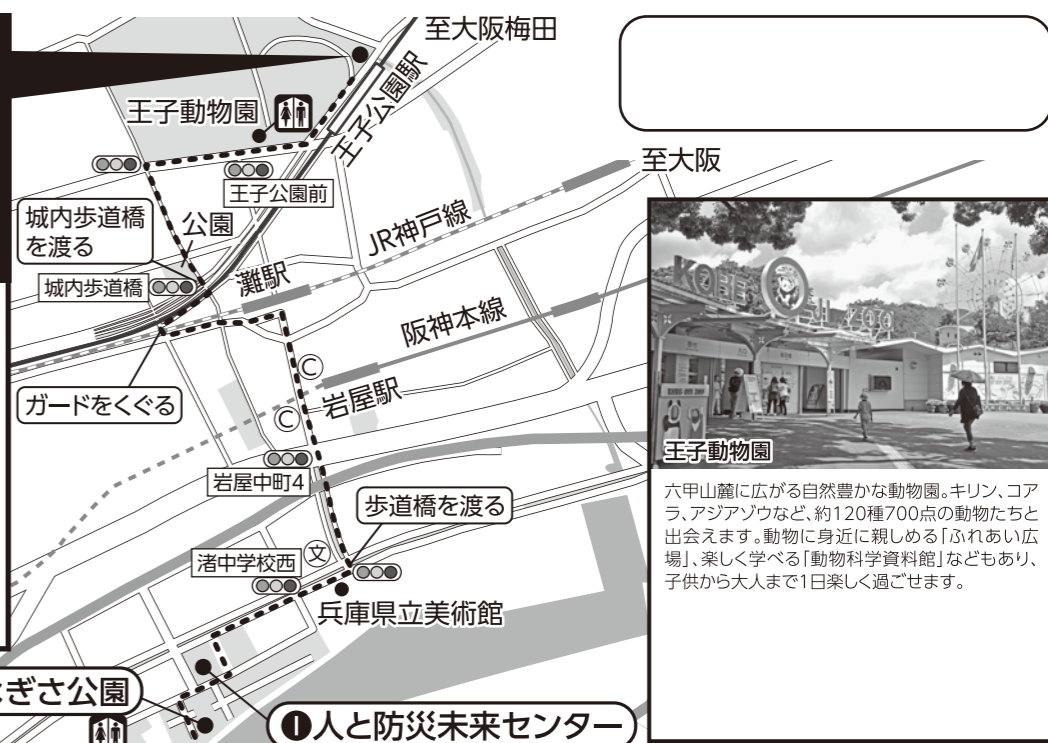 至大阪梅田
王子公園駅
王子動物園
王子公園前
至大阪
城内歩道橋
を渡る
公園
JR神戸線
城内歩道橋
灘駅
阪神本線
ガードをくぐる
C
岩屋駅
C
岩屋中町4
歩道橋を渡る
渚中学校西
文
兵庫県立美術館
ぎさ公園
❶人と防災未来センター
KOBE OJI ZOO
王子動物園
六甲山麓に広がる自然豊かな動物園。キリン、コア
ラ、アジアゾウなど、約120種700点の動物たちと
出会えます。動物に身近に親しめる「ふれあい広
場」、楽しく学べる「動物科学資料館」などもあり、
子供から大人まで1日楽しく過ごせます。